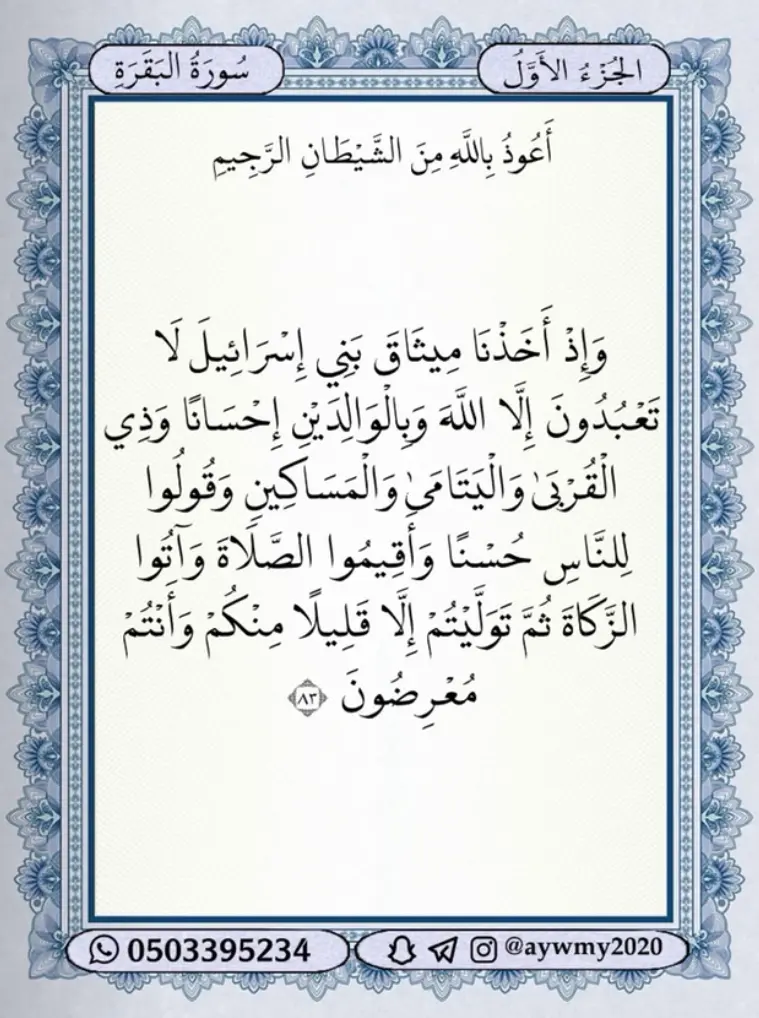 الجُزْءُ الأَوَّلُ
سُورَةُ البَقَرَةِ
أَعُوذُ بِاللَّهِ مِنَ الشَّيْطَانِ الرَّجِيمِ
وَإِذْ أَخَذْنَا مِيثَاقَ بَنِي إِسْرَائِيلَ لَا
تَعْبُدُونَ إِلَّا اللَّهَ وَبِالْوَالِدَيْنِ إِحْسَانًا وَذِي
الْقُرْبَىٰ وَالْيَتَامَىٰ وَالْمَسَاكِينِ وَقُولُوا
لِلنَّاسِ حُسْنًا وَأَقِيمُوا الصَّلَاةَ وَآتُوا
الزَّكَاةَ ثُمَّ تَوَلَّيْتُمْ إِلَّا قَلِيلًا مِنْكُمْ وَأَنْتُمْ
مُعْرِضُونَ ٨٣
0503395234
@aywmy2020